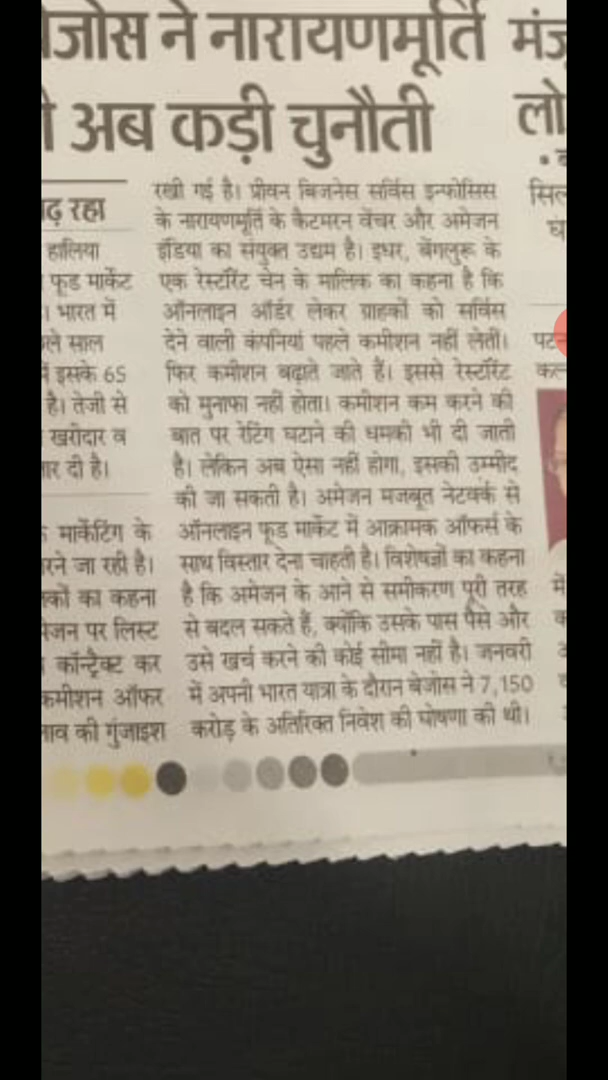 ने नारायणमूर्ति
अब कड़ी चुनौती
रहा
हालिया
फूड मार्केट
। भारत में
साल
इसके 65
है। तेजी से
खरीदार व
दी है।
मार्केटिंग के
जा रही है।
का कहना
पर लिस्ट
कॉन्ट्रैक्ट कर
कमीशन ऑफर
की गुंजाइश
रखी गई है। प्रीवन बिजनेस सर्विस इन्फोसिस
के नारायणमूर्ति के कैटमरन वेंचर और अमेजन
इंडिया का संयुक्त उद्यम है। इधर, बेंगलुरू के
एक रेस्टोरेंट चेन के मालिक का कहना है कि
ऑनलाइन ऑर्डर लेकर ग्राहकों को सर्विस
देने वाली कंपनियां पहले कमीशन नहीं लेतीं।
फिर कमीशन बढ़ाते जाते हैं। इससे रेस्टोरेंट
को मुनाफा नहीं होता। कमीशन कम करने की
बात पर रेटिंग घटाने की धमकी भी दी जाती
है। लेकिन अब ऐसा नहीं होगा, इसकी उम्मीद
की जा सकती है। अमेजन मजबूत नेटवर्क से
ऑनलाइन फूड मार्केट में आक्रामक ऑफर्स के
साथ विस्तार देना चाहती है। विशेषज्ञों का कहना
है कि अमेजन के आने से समीकरण पूरी तरह
से बदल सकते हैं, क्योंकि उसके पास पैसे और
उसे खर्च करने की कोई सीमा नहीं है। जनवरी
में अपनी भारत यात्रा के दौरान बेजोस ने 7,150
करोड़ के अतिरिक्त निवेश की घोषणा की थी।
में